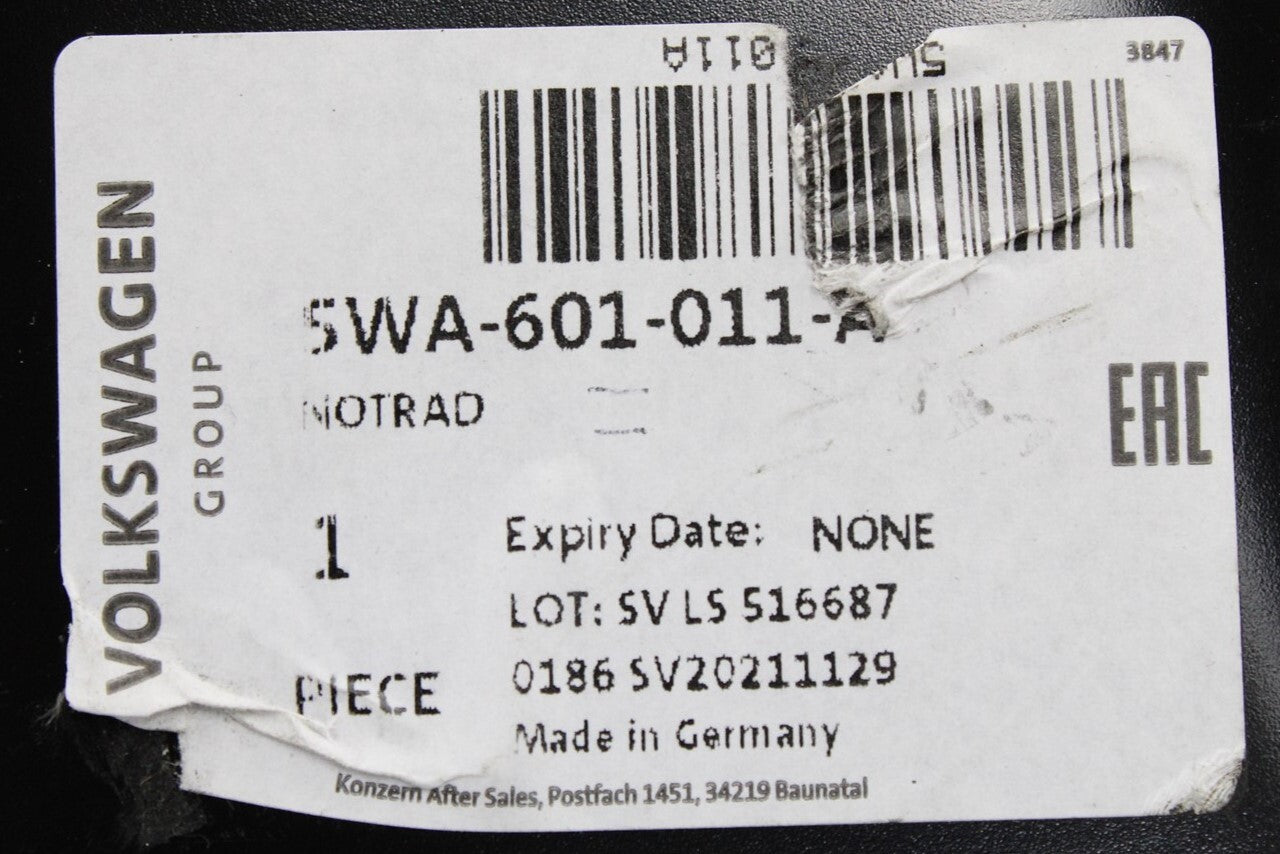 3847
VOLKSWAGEN
GROUP
5WA-601-011-A
NOTRAD
EAC
1
PIECE
Expiry Date: NONE
LOT: SV LS 516687
0186 SV20211129
Made in Germany
Konzern After Sales, Postfach 1451, 34219 Baunatal